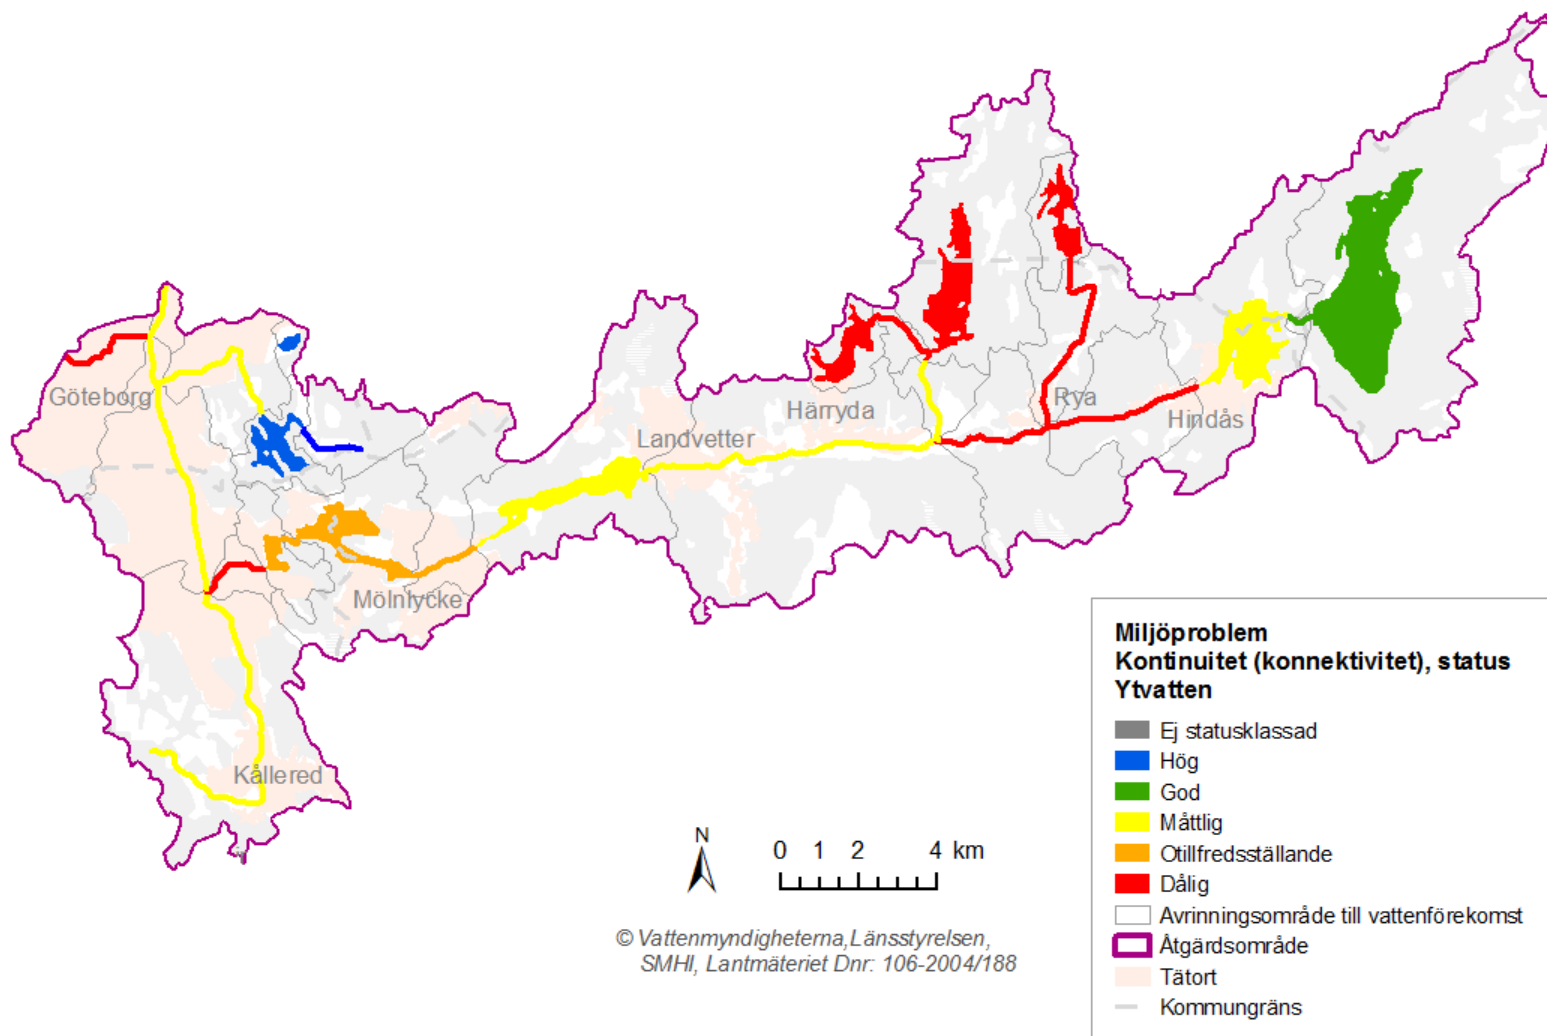 Göteborg
Härryda
Rya
Hindås
Landvetter
Mölnlycke
Kållered
N
0 1 2 4 km
© Vattenmyndigheterna, Länsstyrelsen,
SMHI, Lantmäteriet Dnr: 106-2004/188
Miljöproblem
Kontinuitet (konnektivitet), status
Ytvatten
Ej statusklassad
Hög
God
Måttlig
Otillfredsställande
Dålig
Avrinningsområde till vattenförekomst
Åtgärdsområde
Tätort
Kommungräns